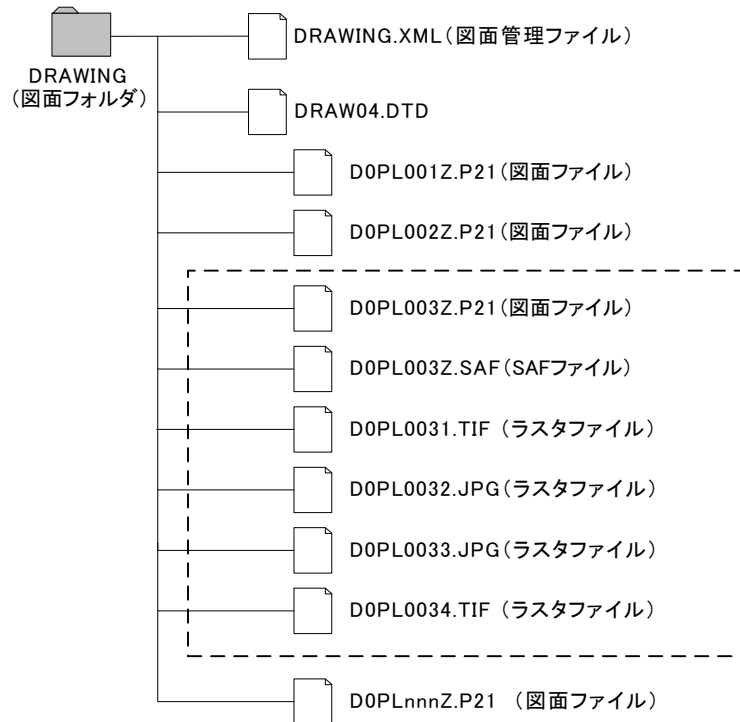 DRAWING
(図面フォルダ)
DRAWING.XML(図面管理ファイル)
DRAW04.DTD
D0PL001Z.P21(図面ファイル)
D0PL002Z.P21(図面ファイル)
D0PL003Z.P21(図面ファイル)
D0PL003Z.SAF(SAFファイル)
D0PL0031.TIF (ラスタファイル)
D0PL0032.JPG(ラスタファイル)
D0PL0033.JPG(ラスタファイル)
D0PL0034.TIF (ラスタファイル)
D0PLnnnZ.P21 (図面ファイル)